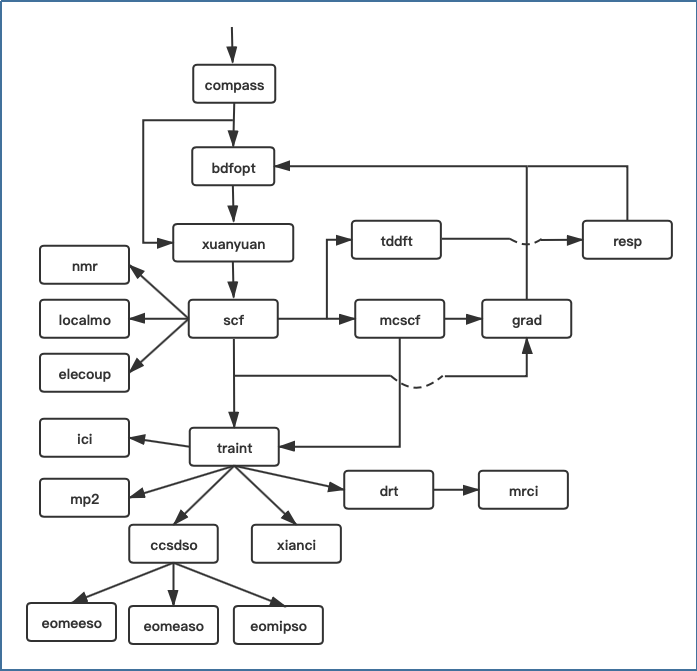 compass
bdfopt
xuanyuan
tddft
resp
nmr
localmo
scf
mcscf
grad
elecoup
ici
traint
mp2
drt
mrci
ccsdso
xianci
eomeeso
eomeaso
eomipso